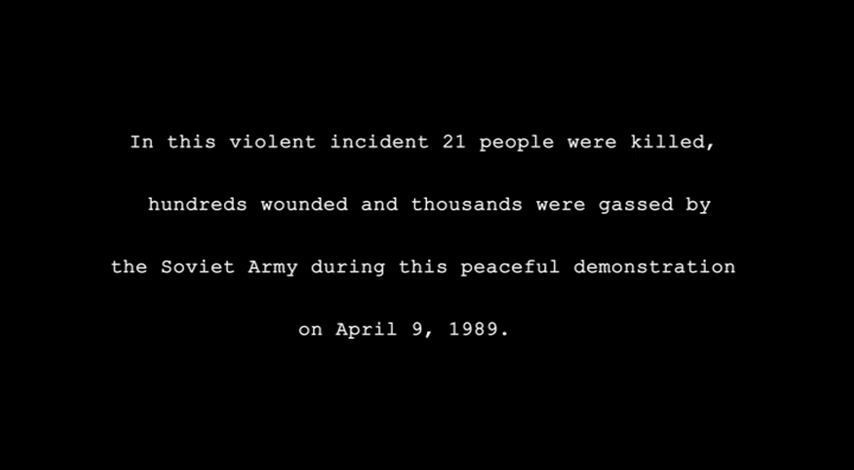 In this violent incident 21 people were killed,
hundreds wounded and thousands were gassed by
the Soviet Army during this peaceful demonstration
on April 9, 1989.